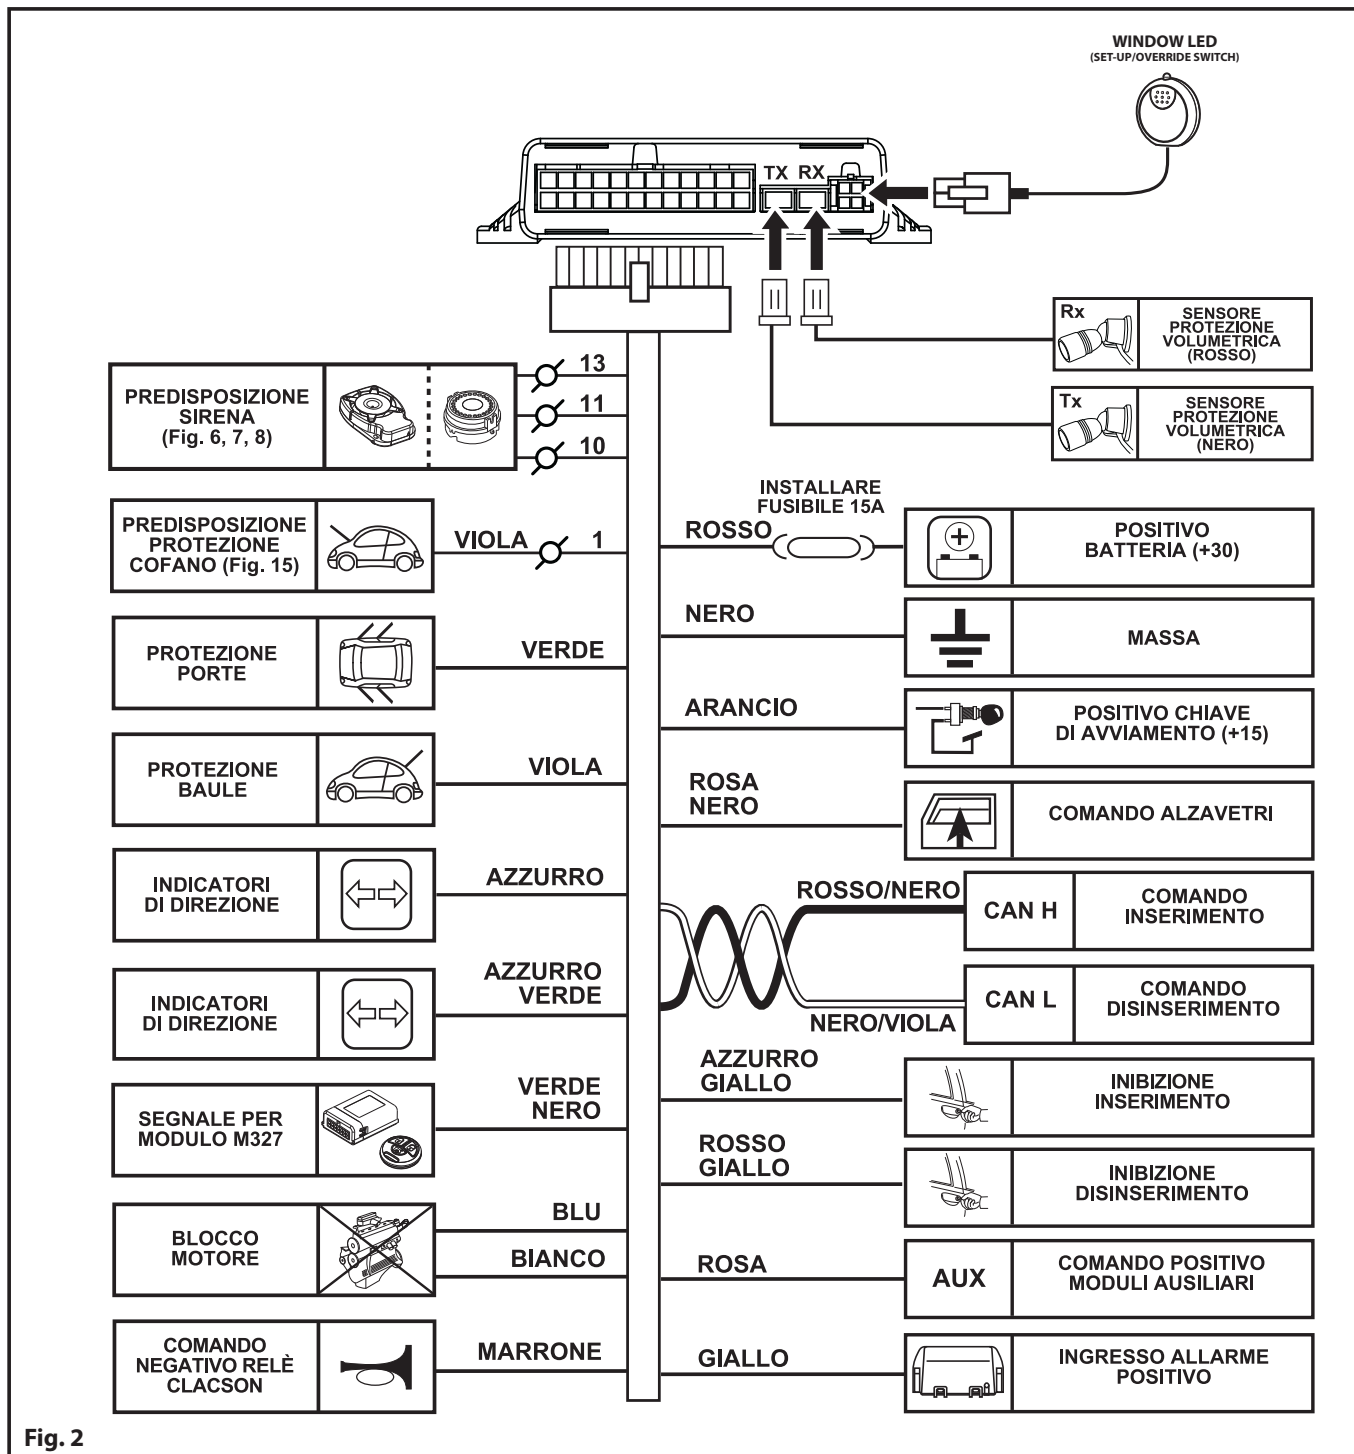 WINDOW LED
(SET-UP/OVERRIDE SWITCH)
TX RX
Rx
SENSORE
PROTEZIONE
VOLUMETRICA
(ROSSO)
Tx
SENSORE
PROTEZIONE
VOLUMETRICA
(NERO)
PREDISPOSIZIONE
SIRENA
(Fig. 6, 7, 8)
13
11
10
PREDISPOSIZIONE
PROTEZIONE
COFANO (Fig. 15)
VIOLA
1
PROTEZIONE
PORTE
VERDE
PROTEZIONE
BAULE
VIOLA
INDICATORI
DI DIREZIONE
AZZURRO
INDICATORI
DI DIREZIONE
AZZURRO
VERDE
SEGNALE PER
MODULO M327
VERDE
NERO
BLOCCO
MOTORE
BLU
BIANCO
COMANDO
NEGATIVO RELÈ
CLACSON
MARRONE
ROSSO
INSTALLARE
FUSIBILE 15A
POSITIVO
BATTERIA (+30)
NERO
MASSA
ARANCIO
POSITIVO CHIAVE
DI AVVIAMENTO (+15)
ROSA
NERO
COMANDO ALZAVETRI
ROSSO/NERO
CAN H
COMANDO
INSERIMENTO
NERO/VIOLA
CAN L
COMANDO
DISINSERIMENTO
AZZURRO
GIALLO
INIBIZIONE
INSERIMENTO
ROSSO
GIALLO
INIBIZIONE
DISINSERIMENTO
ROSA
AUX
COMANDO POSITIVO
MODULI AUSILIARI
GIALLO
INGRESSO ALLARME
POSITIVO
Fig. 2